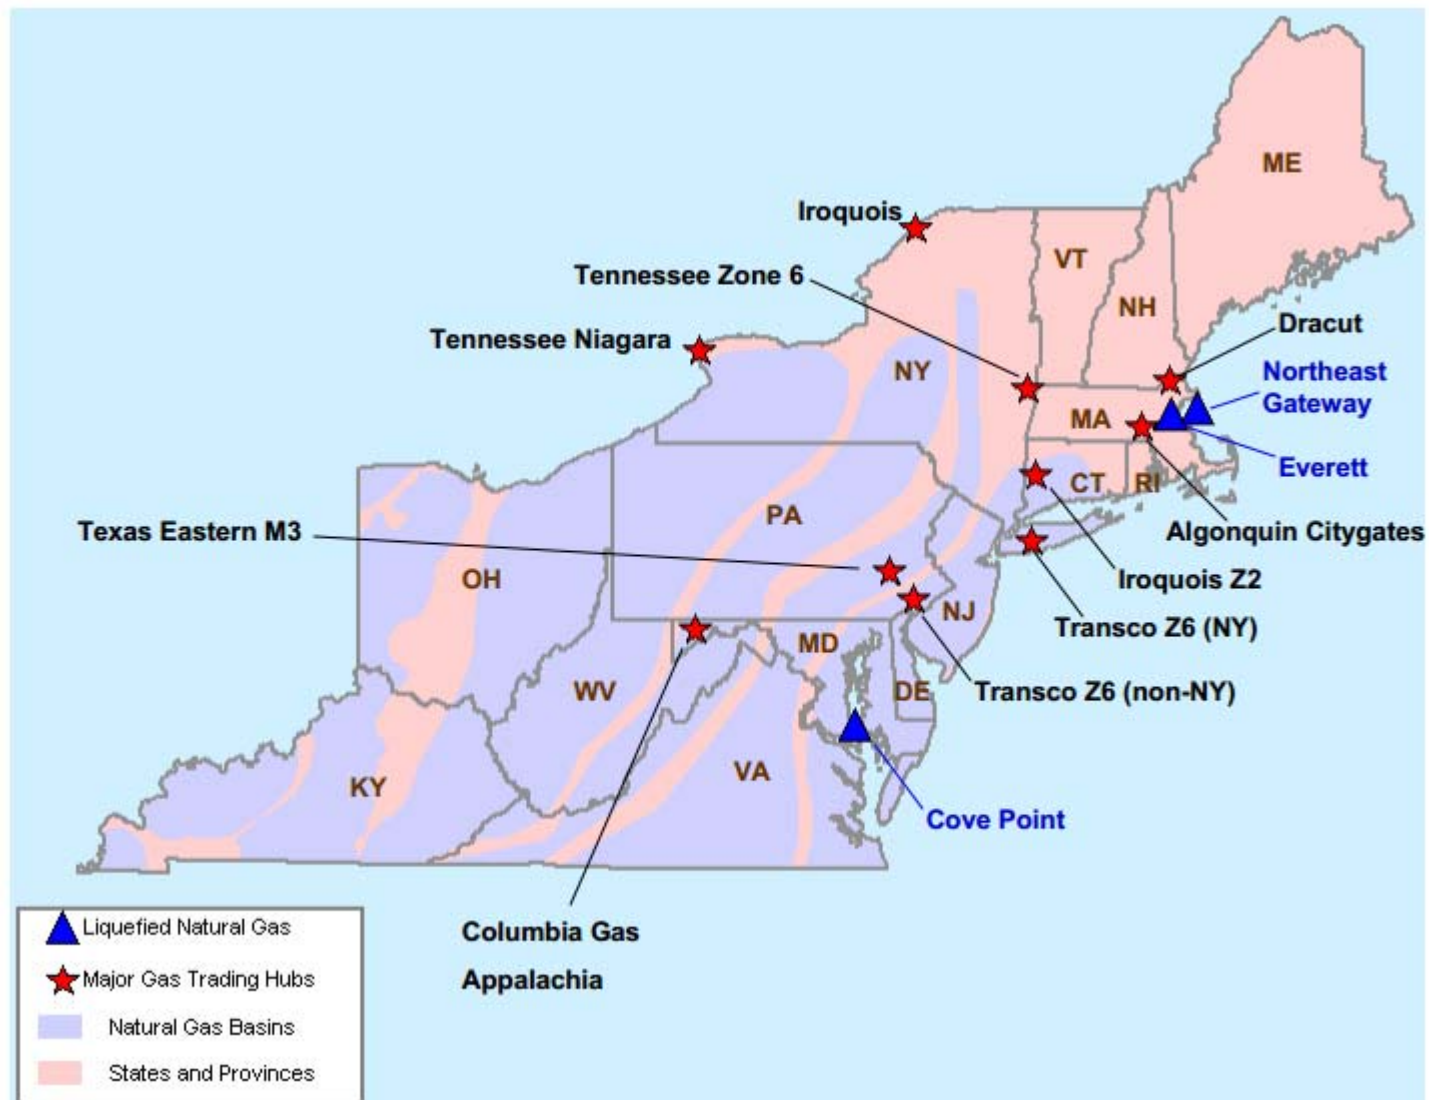 ME
Iroquois
VT
Tennessee Zone 6
NH
Dracut
Tennessee Niagara
NY
Northeast
Gateway
MA
Everett
CT
RI
PA
Texas Eastern M3
Algonquin Citygates
OH
Iroquois Z2
NJ
Transco Z6 (NY)
MD
WV
DE
Transco Z6 (non-NY)
VA
KY
Cove Point
Columbia Gas
Appalachia
Liquefied Natural Gas
Major Gas Trading Hubs
Natural Gas Basins
States and Provinces